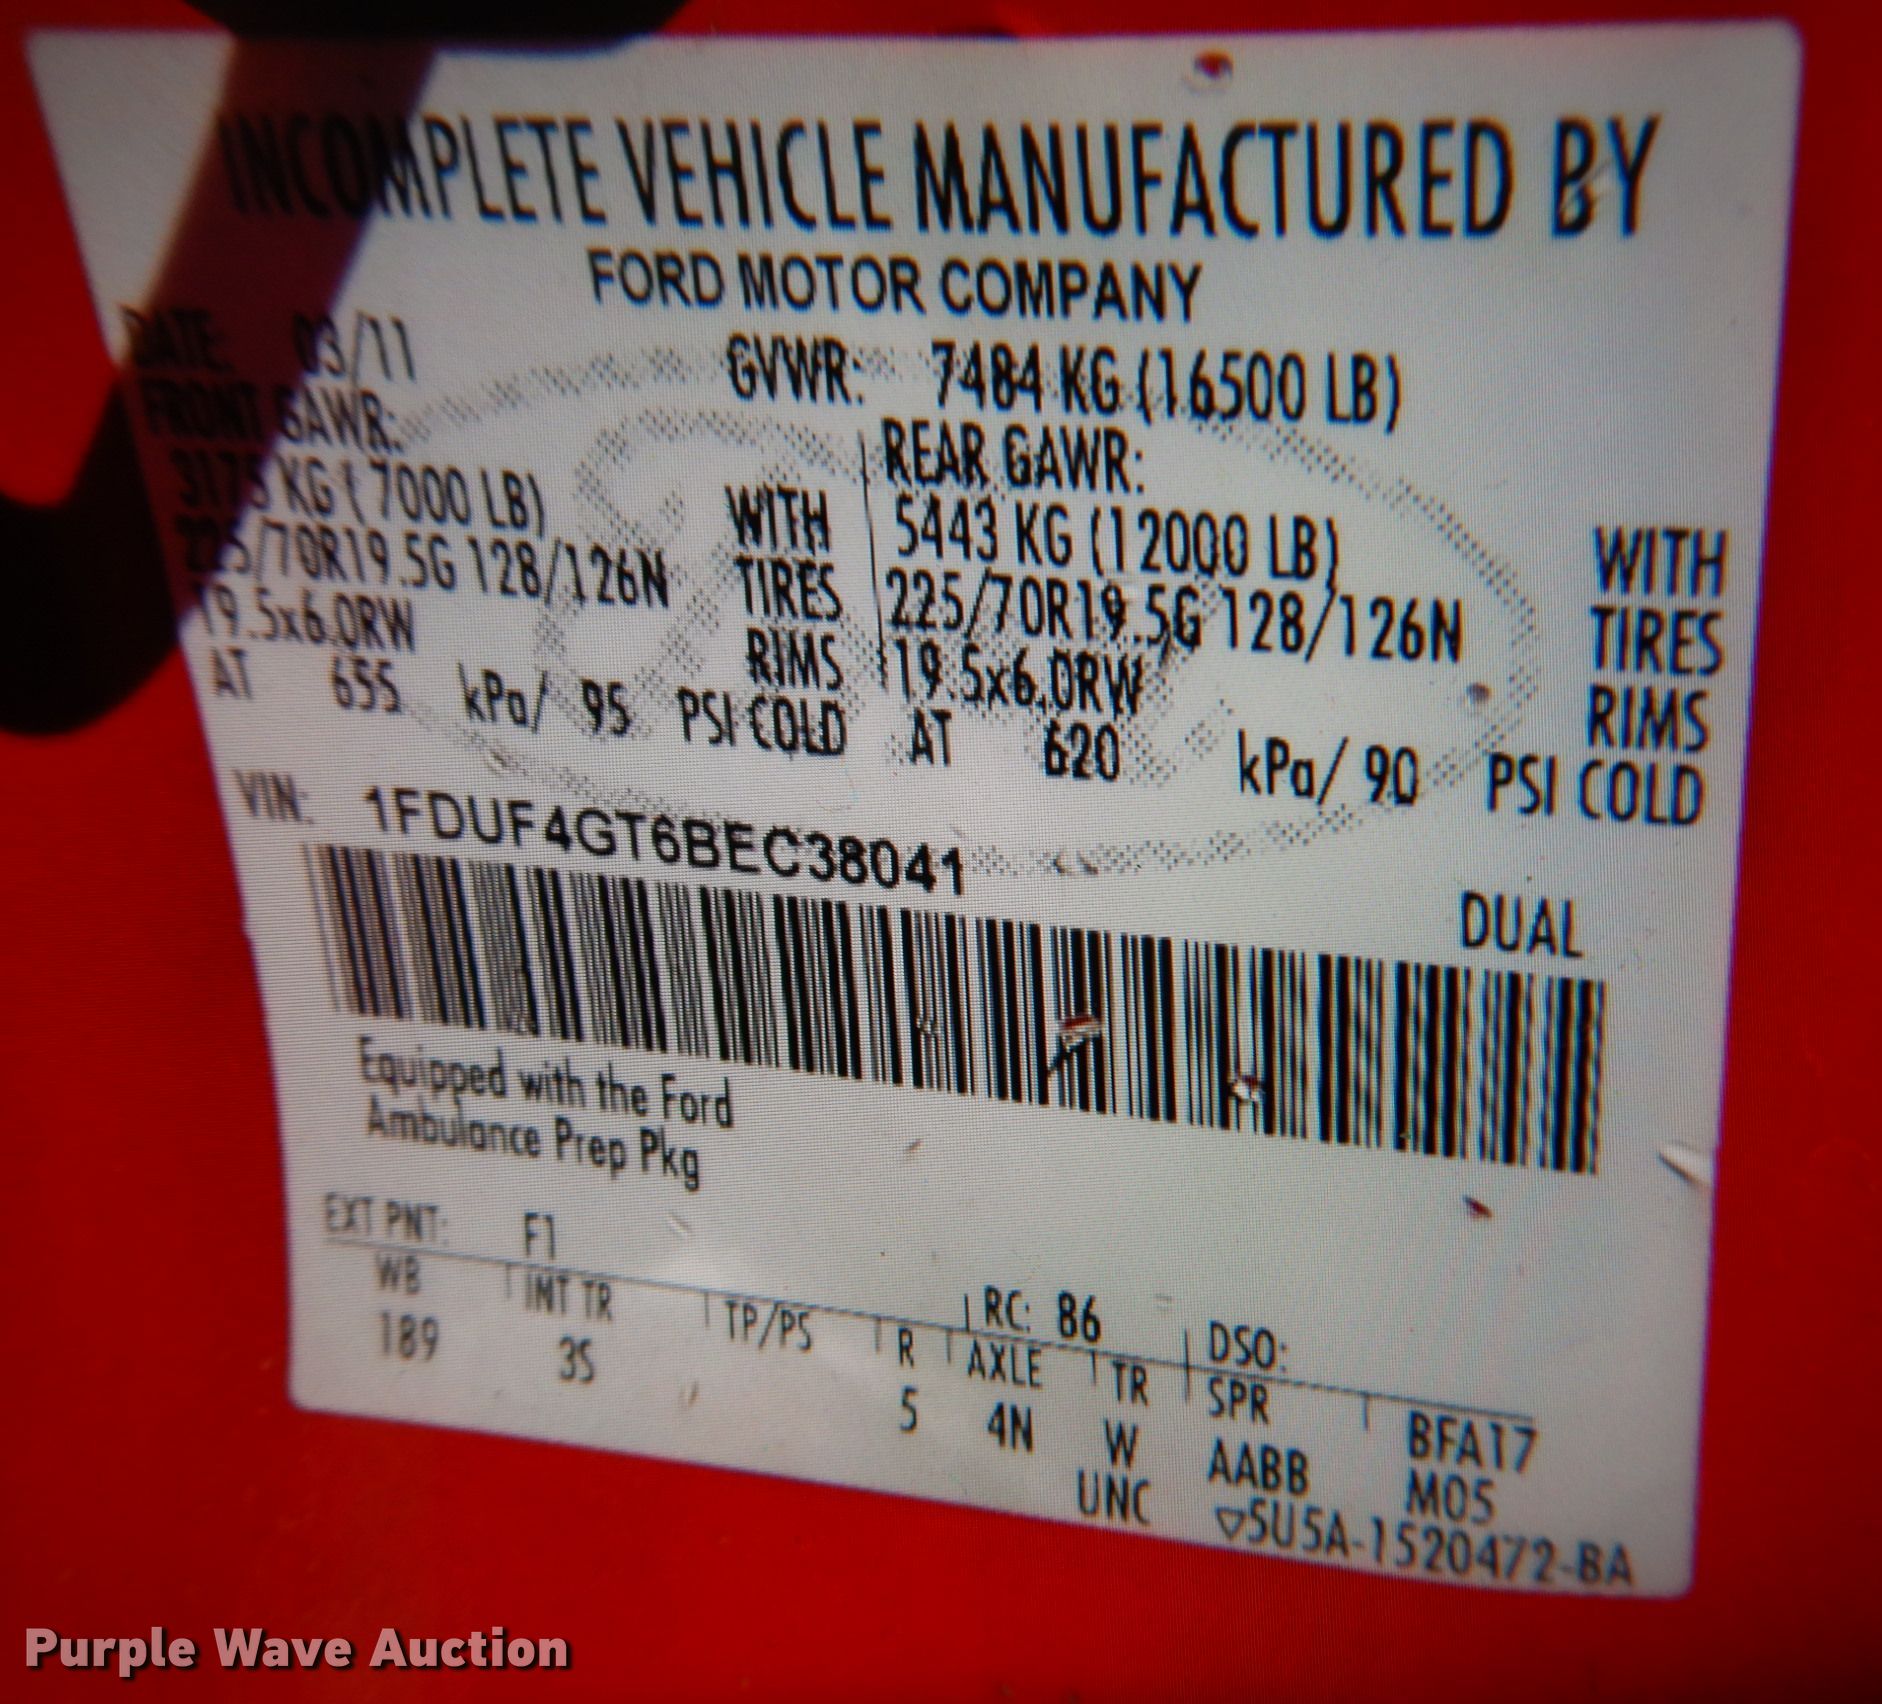 INCOMPLETE VEHICLE MANUFACTURED BY
FORD MOTOR COMPANY
DATE: 03/11 GVWR: 7484 KG (16500 LB)
FRONT GAWR: REAR GAWR:
3175 KG ( 7000 LB) WITH 5443 KG (12000 LB) WITH
225/70R19.5G 128/126N TIRES 225/70R19.5G 128/126N TIRES
19.5x6.0RW RIMS 19.5x6.0RW RIMS
AT 655 kPa/ 95 PSI COLD AT 620 kPa/ 90 PSI COLD
VIN: 1FDUF4GT6BEC38041
DUAL
Equipped with the Ford
Ambulance Prep Pkg
EXT PNT: F1 RC: 86 DSO:
WB INT TR TP/PS R AXLE TR SPR BFA17
189 3S 5 4N W AABB M05
UNC ▽5U5A-1520472-BA
Purple Wave Auction